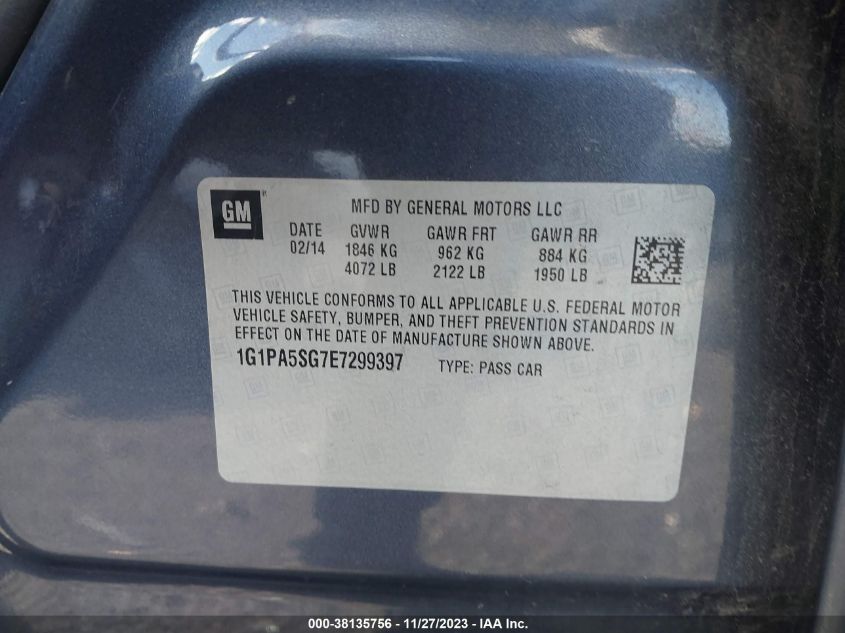 GM
MFD BY GENERAL MOTORS LLC
DATE GVWR GAWR FRT GAWR RR
02/14 1846 KG 962 KG 884 KG
4072 LB 2122 LB 1950 LB
THIS VEHICLE CONFORMS TO ALL APPLICABLE U.S. FEDERAL MOTOR
VEHICLE SAFETY, BUMPER, AND THEFT PREVENTION STANDARDS IN
EFFECT ON THE DATE OF MANUFACTURE SHOWN ABOVE.
1G1PA5SG7E7299397 TYPE: PASS CAR
000-38135756 - 11/27/2023 - IAA Inc.